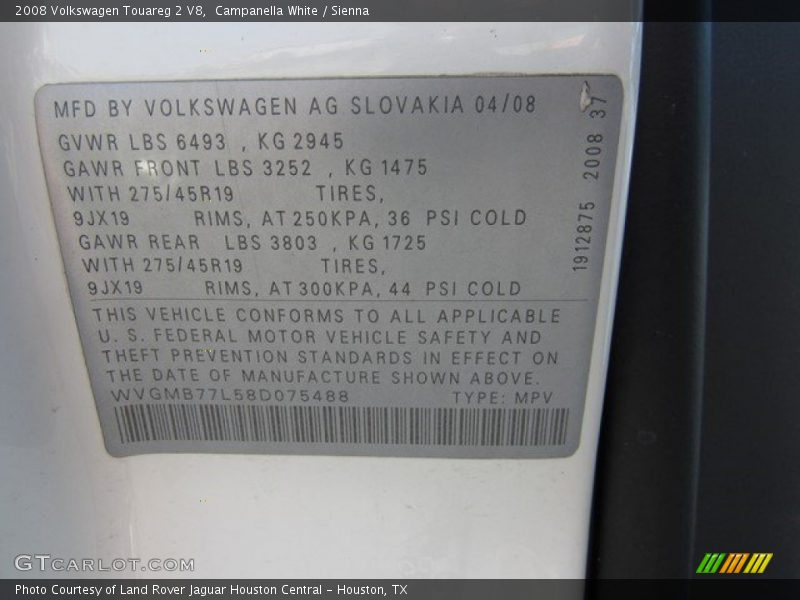 2008 Volkswagen Touareg 2 V8,  Campanella White / Sienna
MFD BY VOLKSWAGEN AG SLOVAKIA 04/08
GVWR LBS 6493 , KG 2945
GAWR FRONT LBS 3252 , KG 1475
WITH 275/45R19 TIRES,
9JX19 RIMS, AT 250KPA, 36 PSI COLD
GAWR REAR LBS 3803 , KG 1725
WITH 275/45R19 TIRES,
9JX19 RIMS, AT 300KPA, 44 PSI COLD
THIS VEHICLE CONFORMS TO ALL APPLICABLE
U. S. FEDERAL MOTOR VEHICLE SAFETY AND
THEFT PREVENTION STANDARDS IN EFFECT ON
THE DATE OF MANUFACTURE SHOWN ABOVE.
WVGMB77L58D075488 TYPE: MPV
1912875 2008 37
GTCARLOT.COM
Photo Courtesy of Land Rover Jaguar Houston Central - Houston, TX